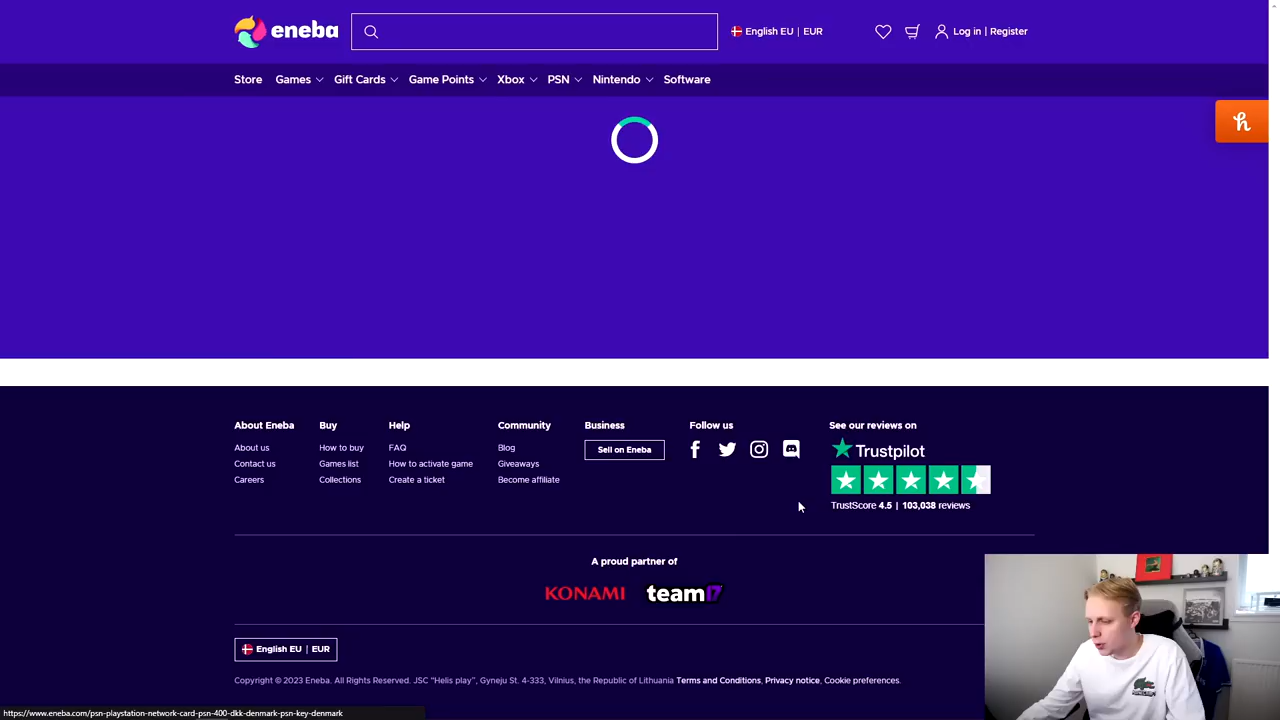 eneba
English EU | EUR
Log in | Register
Store
Games
Gift Cards
Game Points
Xbox
PSN
Nintendo
Software
h
About Eneba
About us
Contact us
Careers
Buy
How to buy
Games list
Collections
Help
FAQ
How to activate game
Create a ticket
Community
Blog
Giveaways
Become affiliate
Business
Sell on Eneba
Follow us
See our reviews on
Trustpilot
TrustScore 4.5 | 103,038 reviews
A proud partner of
KONAMI
team17
English EU | EUR
Copyright © 2023 Eneba. All Rights Reserved. JSC "Helis play", Gyneju St. 4-333, Vilnius, the Republic of Lithuania Terms and Conditions, Privacy notice, Cookie preferences.
https://www.eneba.com/psn-playstation-network-card-psn-400-dkk-denmark-psn-key-denmark